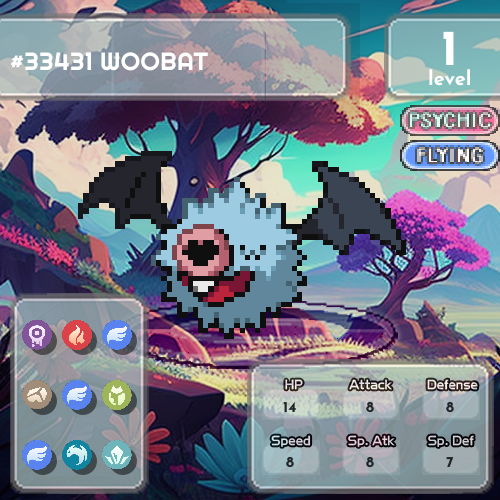 #33431 WOOBAT
1
level
PSYCHIC
FLYING
HP Attack Defense
14 8 8
Speed Sp. Atk Sp. Def
8 8 7